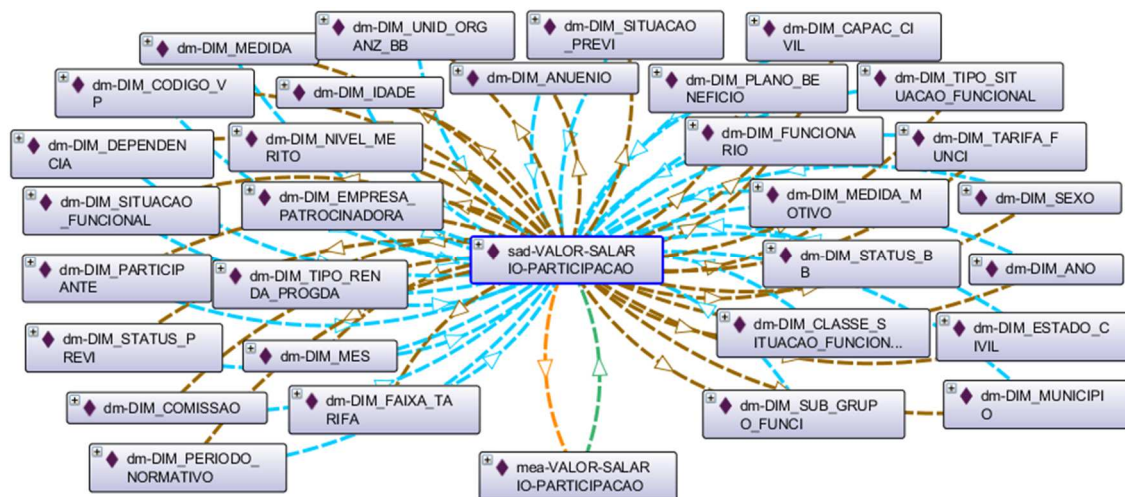 dm-DIM_MEDIDA
dm-DIM_UNID_ORG
ANZ_BB
dm-DIM_SITUACAO
_PREVI
dm-DIM_CAPAC_CI
VIL
dm-DIM_CODIGO_V
P
dm-DIM_IDADE
dm-DIM_ANUENIO
dm-DIM_PLANO_BE
NEFICIO
dm-DIM_TIPO_SIT
UACAO_FUNCIONAL
dm-DIM_DEPENDEN
CIA
dm-DIM_NIVEL_ME
RITO
dm-DIM_FUNCIONA
RIO
dm-DIM_TARIFA_F
UNCI
dm-DIM_SITUACAO
_FUNCIONAL
dm-DIM_EMPRESA_
PATROCINADORA
dm-DIM_MEDIDA_M
OTIVO
dm-DIM_SEXO
sad-VALOR-SALAR
IO-PARTICIPACAO
dm-DIM_PARTICIP
ANTE
dm-DIM_TIPO_REN
DA_PROGDA
dm-DIM_STATUS_B
B
dm-DIM_ANO
dm-DIM_STATUS_P
REVI
dm-DIM_MES
dm-DIM_CLASSE_S
ITUACAO_FUNCION...
dm-DIM_ESTADO_C
IVIL
dm-DIM_COMISSAO
dm-DIM_FAIXA_TA
RIFA
dm-DIM_SUB_GRUP
O_FUNCI
dm-DIM_MUNICIPI
O
dm-DIM_PERIODO_
NORMATIVO
mea-VALOR-SALAR
IO-PARTICIPACAO